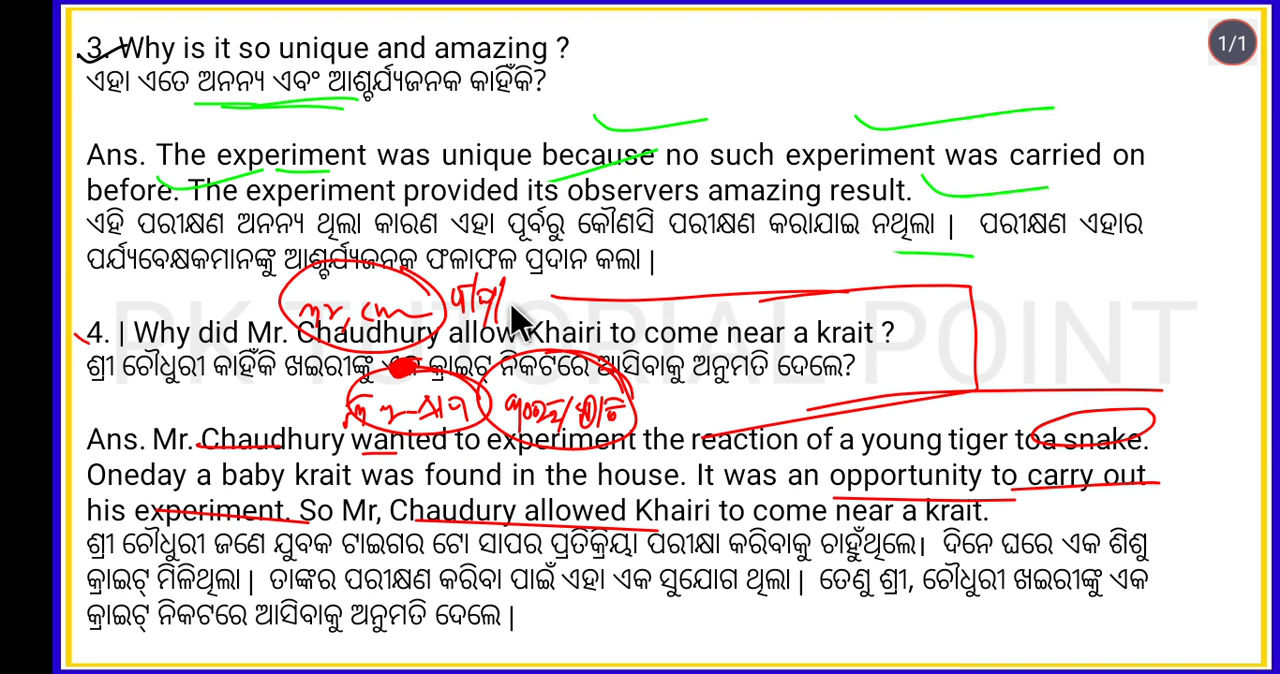 1/1
3. Why is it so unique and amazing ?
ଏହା ଏତେ ଅନନ୍ୟ ଏବଂ ଆଶ୍ଚର୍ଯ୍ୟଜନକ କାହିଁକି?
Ans. The experiment was unique because no such experiment was carried on
before. The experiment provided its observers amazing result.
ଏହି ପରୀକ୍ଷଣ ଅନନ୍ୟ ଥିଲା କାରଣ ଏହା ପୂର୍ବରୁ କୌଣସି ପରୀକ୍ଷଣ କରାଯାଇ ନଥିଲା | ପରୀକ୍ଷଣ ଏହାର
ପର୍ଯ୍ୟବେକ୍ଷକମାନଙ୍କୁ ଆଶ୍ଚର୍ଯ୍ୟଜନକ ଫଳାଫଳ ପ୍ରଦାନ କଲା |
PK TUTORIAL POINT
4. | Why did Mr. Chaudhury allow Khairi to come near a krait ?
ଶ୍ରୀ ଚୌଧୁରୀ କାହିଁକି ଖଇରୀଙ୍କୁ ଏକ କ୍ରାଇଟ୍ ନିକଟରେ ଆସିବାକୁ ଅନୁମତି ଦେଲେ?
Ans. Mr. Chaudhury wanted to experiment the reaction of a young tiger toa snake.
Oneday a baby krait was found in the house. It was an opportunity to carry out
his experiment. So Mr, Chaudury allowed Khairi to come near a krait.
ଶ୍ରୀ ଚୌଧୁରୀ ଜଣେ ଯୁବକ ଟାଇଗର ଟୋ ସାପର ପ୍ରତିକ୍ରିୟା ପରୀକ୍ଷା କରିବାକୁ ଚାହୁଁଥିଲେ| ଦିନେ ଘରେ ଏକ ଶିଶୁ
କ୍ରାଇଟ୍ ମିଳିଥିଲା | ତାଙ୍କର ପରୀକ୍ଷଣ କରିବା ପାଇଁ ଏହା ଏକ ସୁଯୋଗ ଥିଲା | ତେଣୁ ଶ୍ରୀ, ଚୌଧୁରୀ ଖଇରୀଙ୍କୁ ଏକ
କ୍ରାଇଟ୍ ନିକଟରେ ଆସିବାକୁ ଅନୁମତି ଦେଲେ |